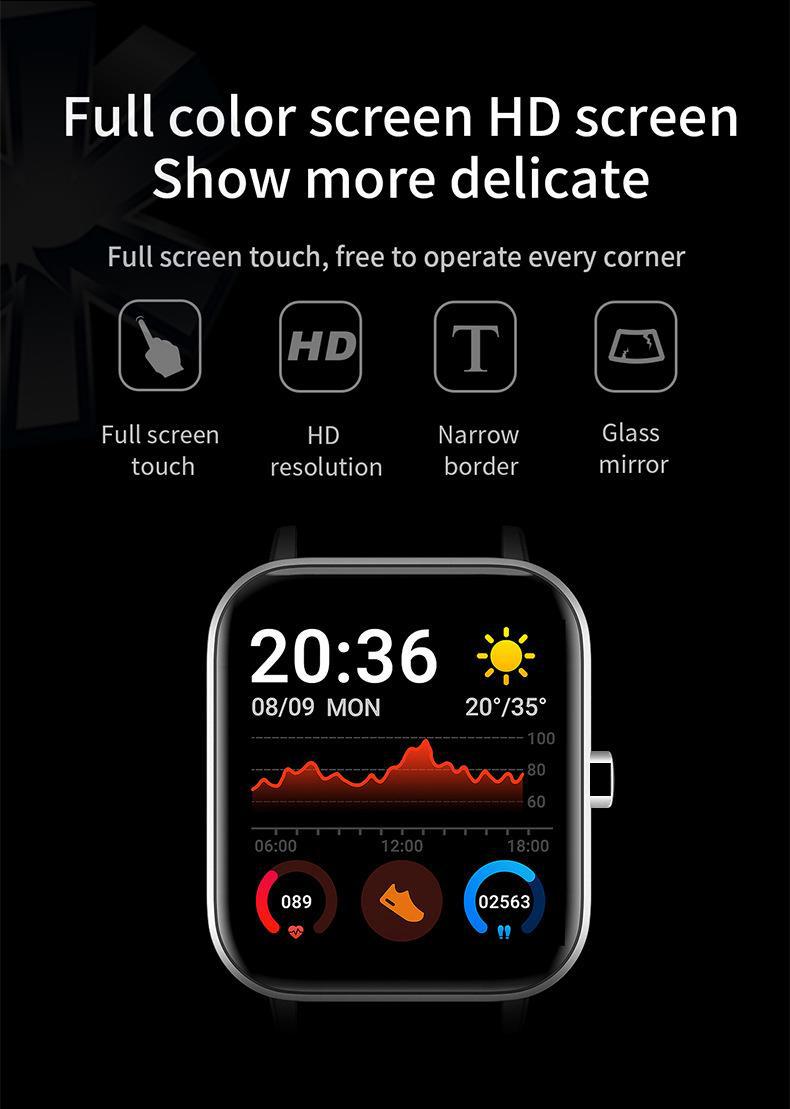 Full color screen HD screen
Show more delicate
Full screen touch, free to operate every corner
HD
T
Full screen
touch
HD
resolution
Narrow
border
Glass
mirror
20:36
08/09 MON
20°/35°
100
80
60
06:00
12:00
18:00
089
02563